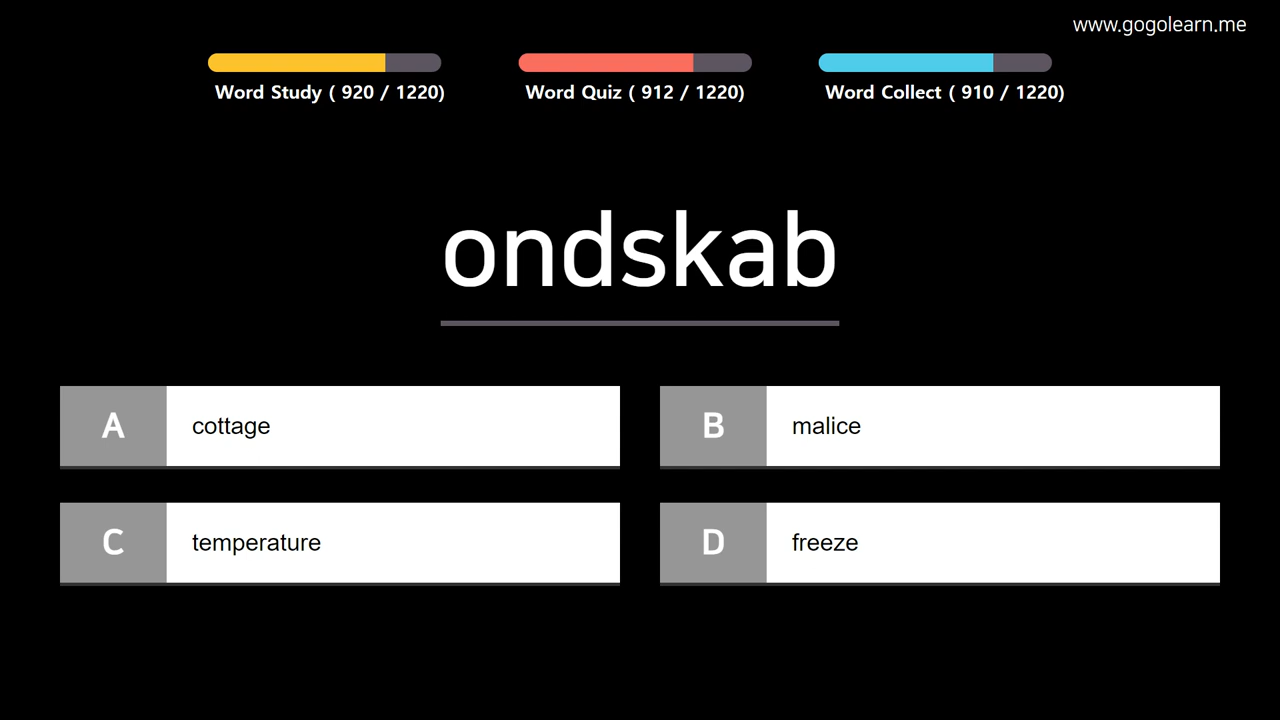 www.gogolearn.me
Word Study ( 920 / 1220)
Word Quiz ( 912 / 1220)
Word Collect ( 910 / 1220)
ondskab
A cottage
B malice
C temperature
D freeze